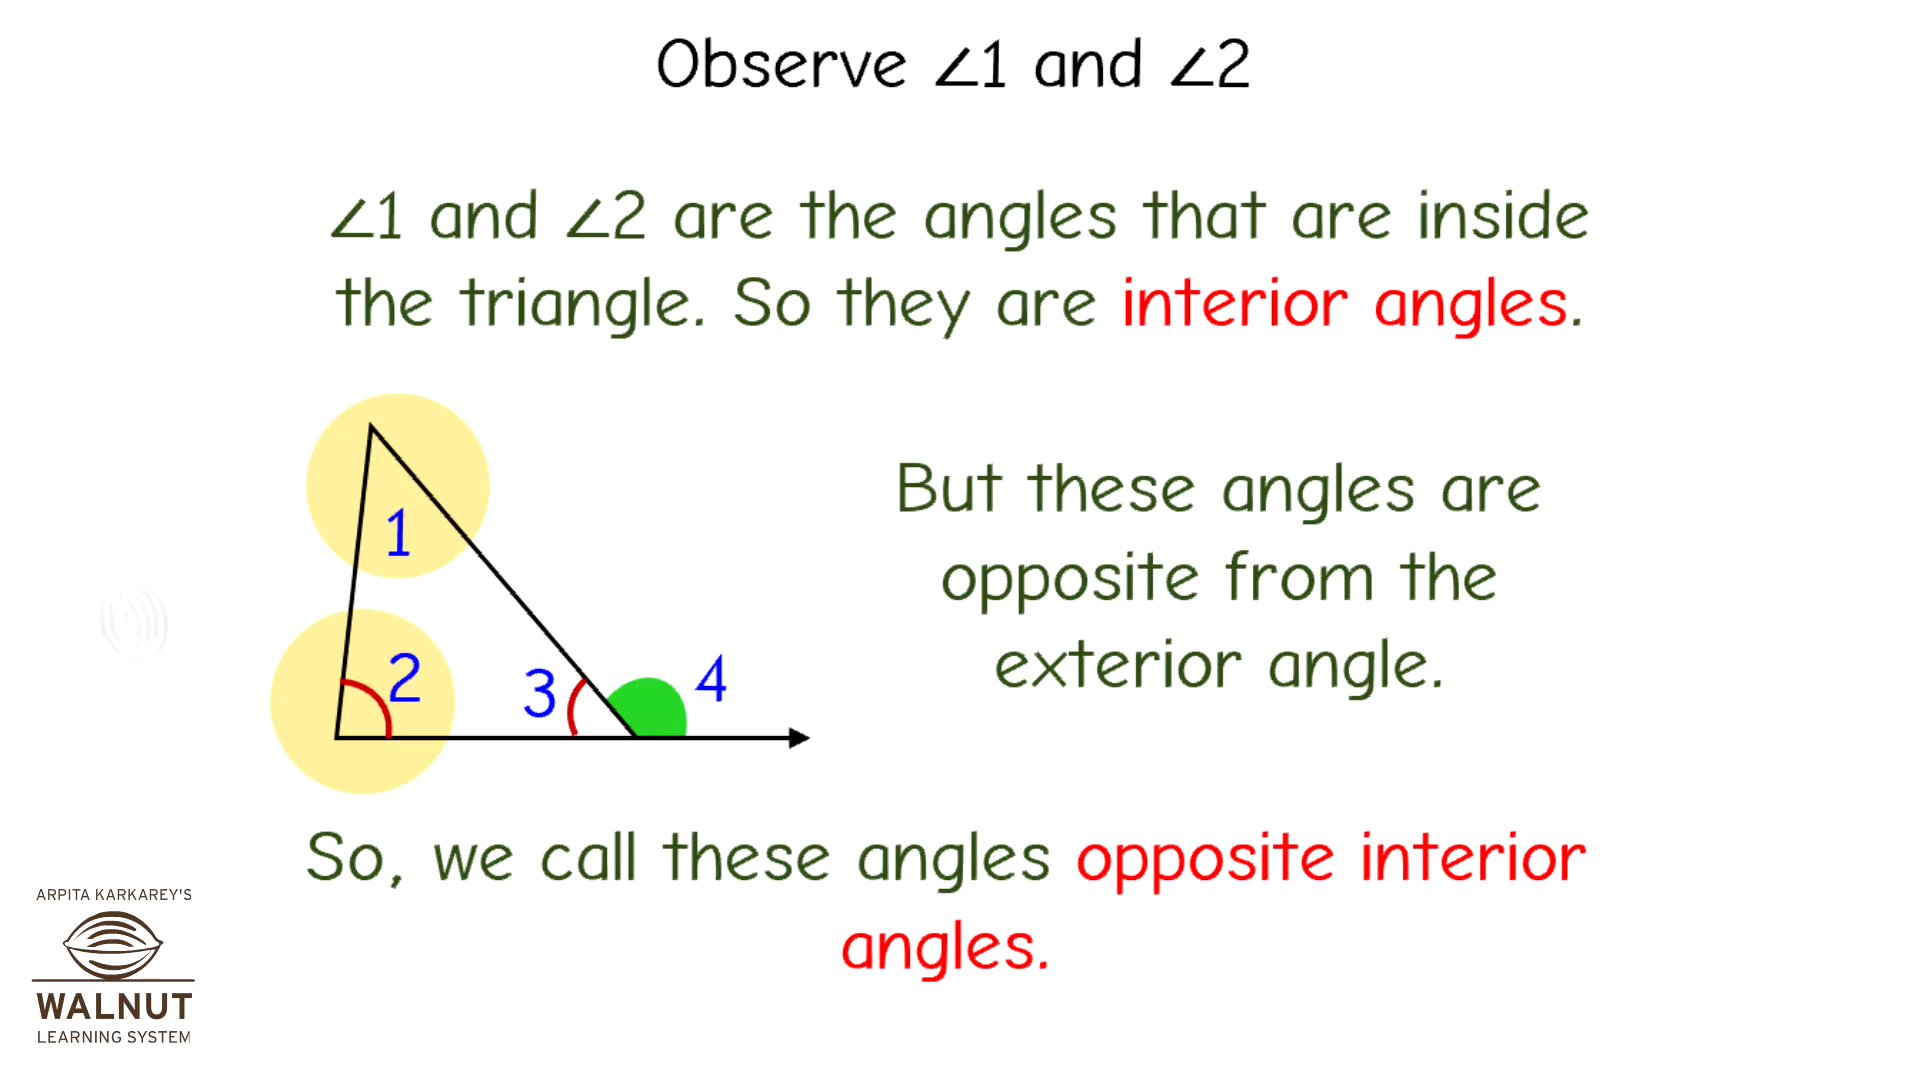 Observe ∠1 and ∠2
∠1 and ∠2 are the angles that are inside
the triangle. So they are interior angles.
1
2
3
4
But these angles are
opposite from the
exterior angle.
So, we call these angles opposite interior
angles.
ARPITA KARKAREY'S
WALNUT
LEARNING SYSTEM